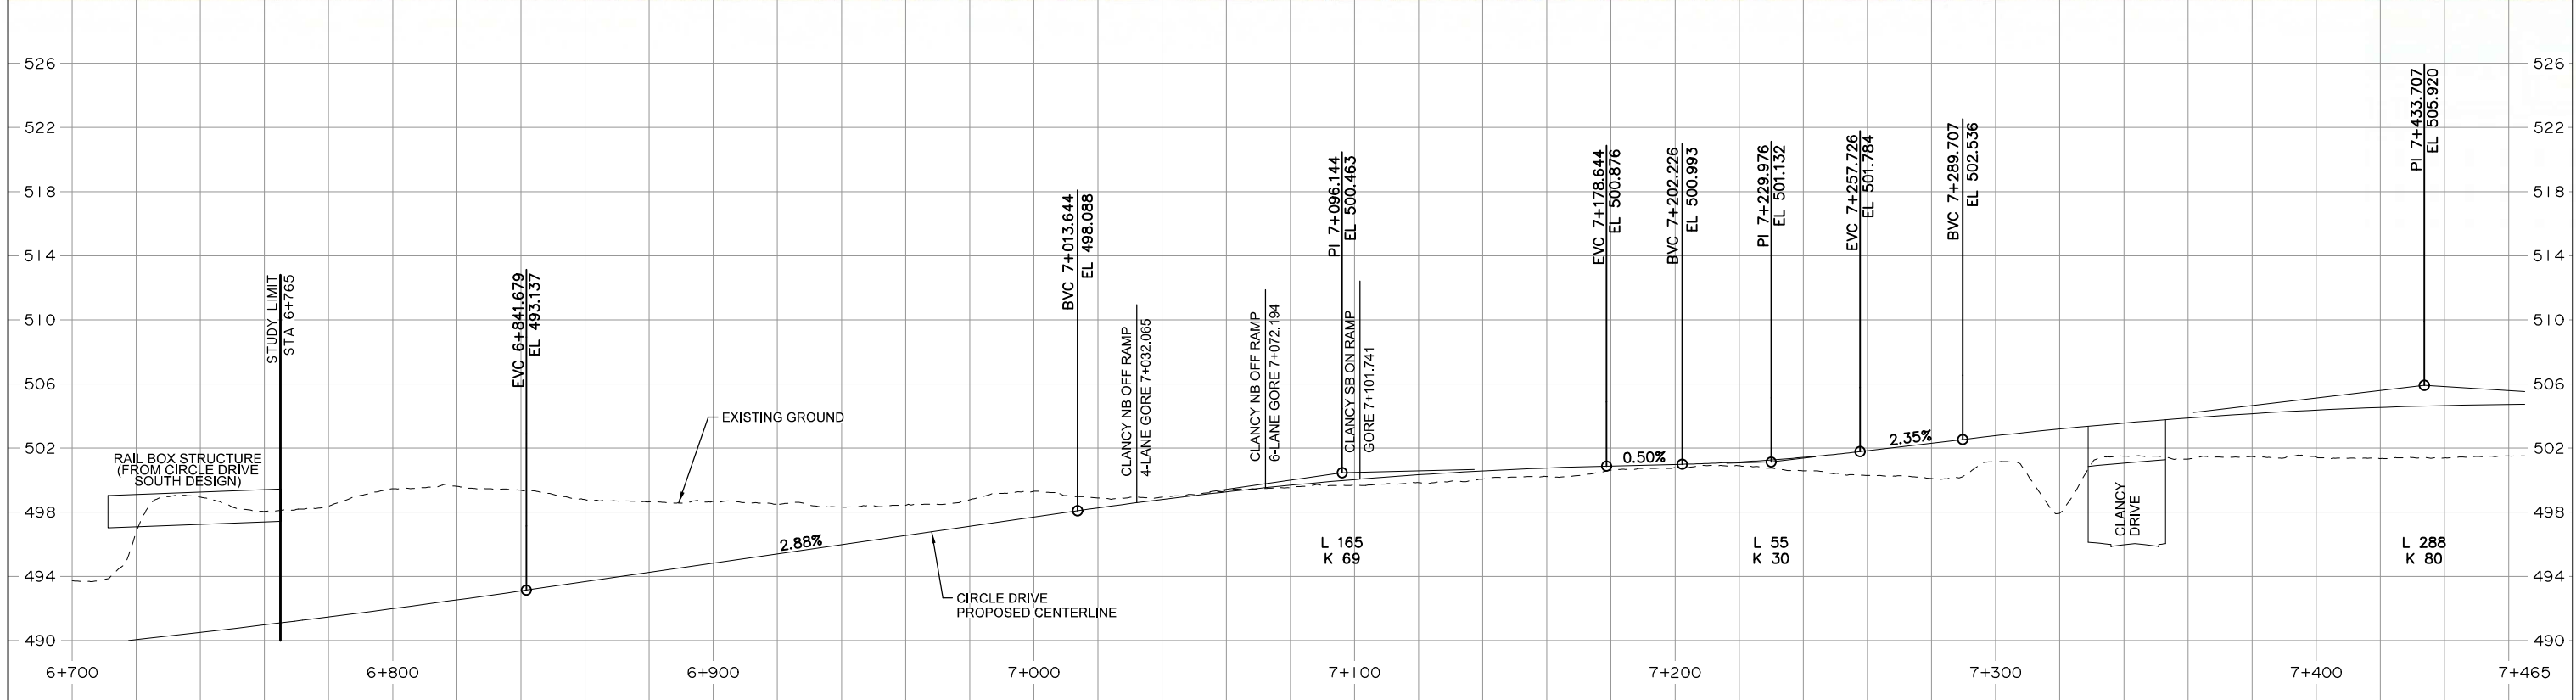 526
526
522
522
518
518
514
514
510
510
506
506
502
502
498
498
494
494
490
490
RAIL BOX STRUCTURE
(FROM CIRCLE DRIVE
SOUTH DESIGN)
STUDY LIMIT
STA 6+765
EVC 6+841.679
EL 493.137
EXISTING GROUND
2.88%
CIRCLE DRIVE
PROPOSED CENTERLINE
BVC 7+013.644
EL 498.088
CLANCY NB OFF RAMP
4-LANE GORE 7+032.065
CLANCY NB OFF RAMP
6-LANE GORE 7+072.194
PI 7+096.144
EL 500.463
CLANCY SB ON RAMP
GORE 7+101.741
L 165
K 69
EVC 7+178.644
EL 500.876
0.50%
BVC 7+202.226
EL 500.993
PI 7+229.976
EL 501.132
L 55
K 30
EVC 7+257.726
EL 501.784
2.35%
BVC 7+289.707
EL 502.536
CLANCY
DRIVE
PI 7+433.707
EL 505.920
L 288
K 80
6+700
6+800
6+900
7+000
7+100
7+200
7+300
7+400
7+465